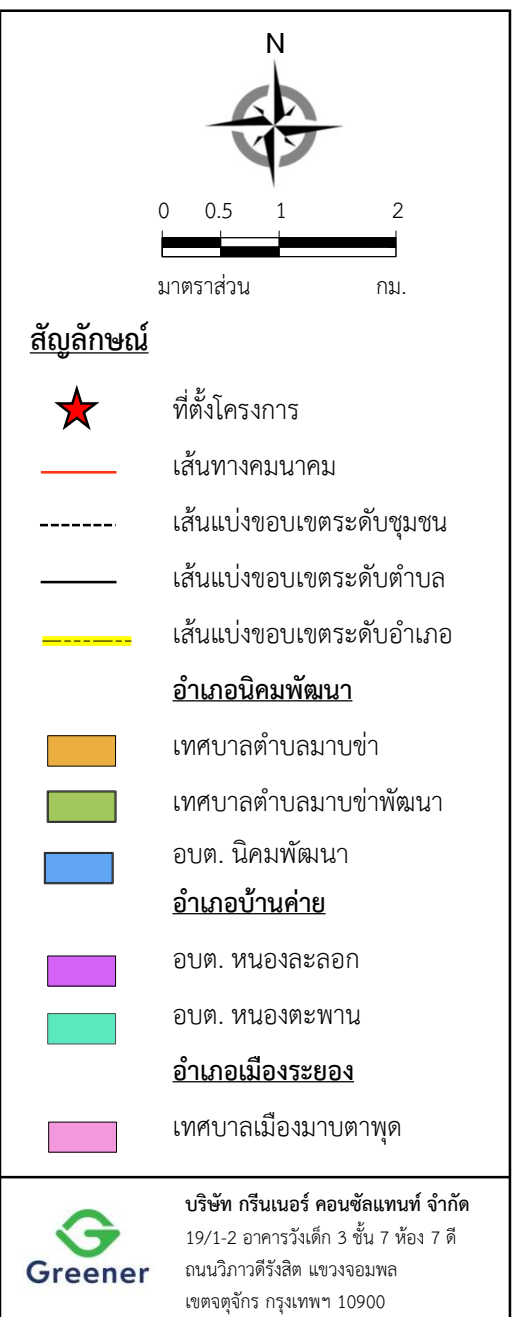 N
0 0.5 1 2
มาตราส่วน กม.
สัญลักษณ์
ที่ตั้งโครงการ
เส้นทางคมนาคม
เส้นแบ่งขอบเขตระดับชุมชน
เส้นแบ่งขอบเขตระดับตำบล
เส้นแบ่งขอบเขตระดับอำเภอ
อำเภอนิคมพัฒนา
เทศบาลตำบลมาบข่า
เทศบาลตำบลมาบข่าพัฒนา
อบต. นิคมพัฒนา
อำเภอบ้านค่าย
อบต. หนองละลอก
อบต. หนองตะพาน
อำเภอเมืองระยอง
เทศบาลเมืองมาบตาพุด
Greener
บริษัท กรีนเนอร์ คอนซัลแทนท์ จำกัด
19/1-2 อาคารวังเด็ก 3 ชั้น 7 ห้อง 7 ดี
ถนนวิภาวดีรังสิต แขวงจอมพล
เขตจตุจักร กรุงเทพฯ 10900